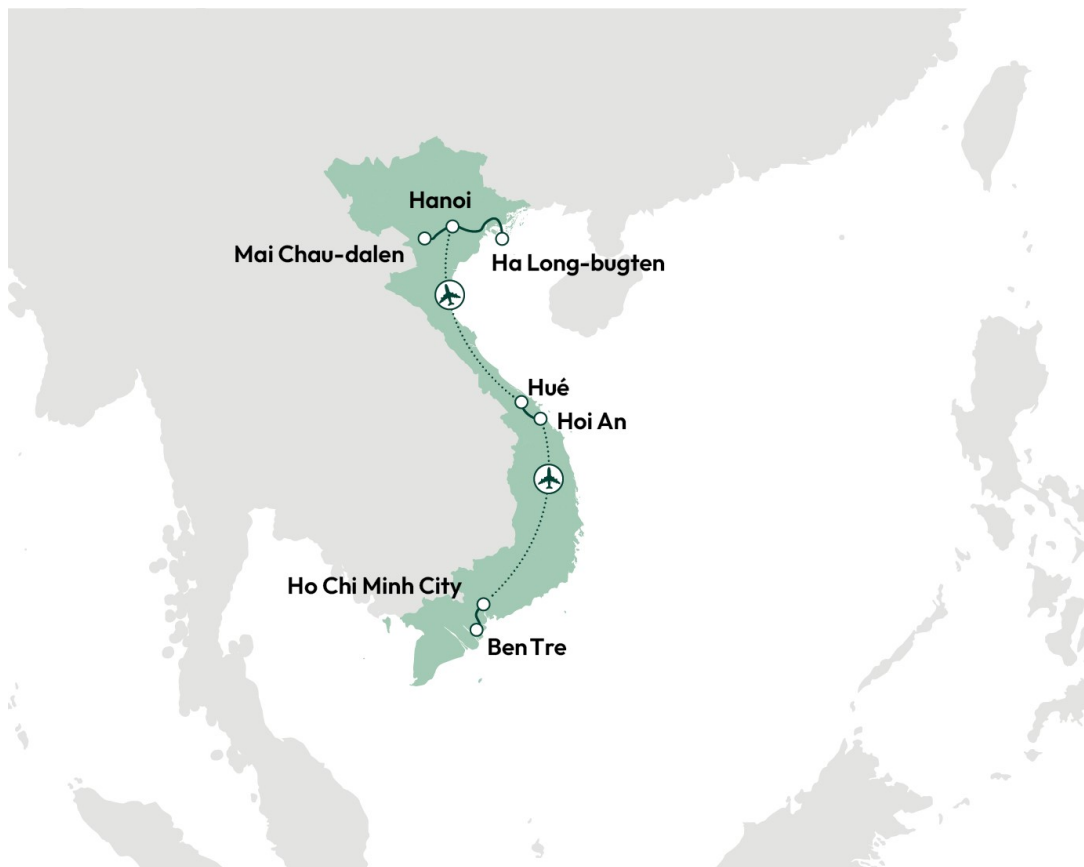 Hanoi
Mai Chau-dalen
Ha Long-bugten
Hué
Hoi An
Ho Chi Minh City
Ben Tre